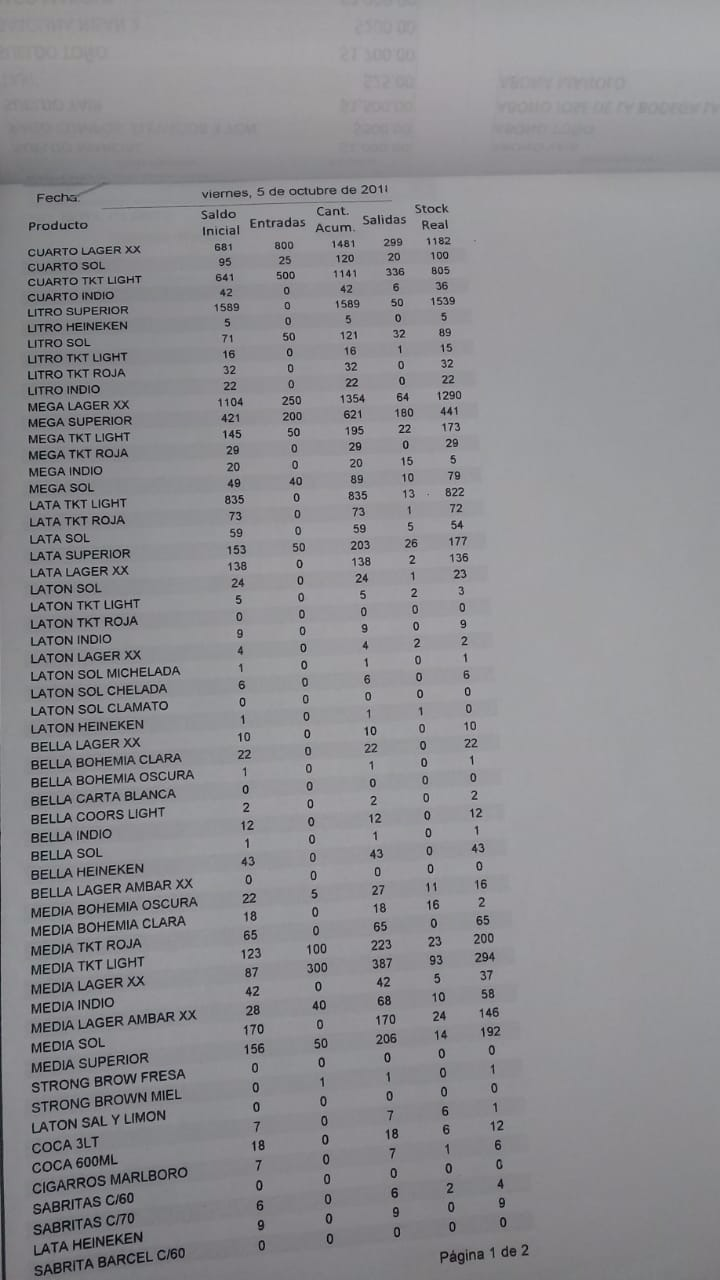 Fecha: viernes, 5 de octubre de 2018
Producto Saldo Inicial Entradas Cant. Acum. Salidas Stock Real
CUARTO LAGER XX 681 800 1481 299 1182
CUARTO SOL 95 25 120 20 100
CUARTO TKT LIGHT 641 500 1141 336 805
CUARTO INDIO 42 0 42 6 36
LITRO SUPERIOR 1589 0 1589 50 1539
LITRO HEINEKEN 5 0 5 0 5
LITRO SOL 71 50 121 32 89
LITRO TKT LIGHT 16 0 16 1 15
LITRO TKT ROJA 32 0 32 0 32
LITRO INDIO 22 0 22 0 22
MEGA LAGER XX 1104 250 1354 64 1290
MEGA SUPERIOR 421 200 621 180 441
MEGA TKT LIGHT 145 50 195 22 173
MEGA TKT ROJA 29 0 29 0 29
MEGA INDIO 20 0 20 15 5
MEGA SOL 49 40 89 10 79
LATA TKT LIGHT 835 0 835 13 822
LATA TKT ROJA 73 0 73 1 72
LATA SOL 59 0 59 5 54
LATA SUPERIOR 153 50 203 26 177
LATA LAGER XX 138 0 138 2 136
LATON SOL 24 0 24 1 23
LATON TKT LIGHT 5 0 5 2 3
LATON TKT ROJA 0 0 0 0 0
LATON INDIO 9 0 9 0 9
LATON LAGER XX 4 0 4 2 2
LATON SOL MICHELADA 1 0 1 0 1
LATON SOL CHELADA 6 0 6 0 6
LATON SOL CLAMATO 0 0 0 0 0
LATON HEINEKEN 1 0 1 1 0
BELLA LAGER XX 10 0 10 0 10
BELLA BOHEMIA CLARA 22 0 22 0 22
BELLA BOHEMIA OSCURA 1 0 1 0 1
BELLA CARTA BLANCA 0 0 0 0 0
BELLA COORS LIGHT 2 0 2 0 2
BELLA INDIO 12 0 12 0 12
BELLA SOL 1 0 1 0 1
BELLA HEINEKEN 43 0 43 0 43
BELLA LAGER AMBAR XX 0 0 0 0 0
MEDIA BOHEMIA OSCURA 22 5 27 11 16
MEDIA BOHEMIA CLARA 18 0 18 16 2
MEDIA TKT ROJA 65 0 65 0 65
MEDIA TKT LIGHT 123 100 223 23 200
MEDIA LAGER XX 87 300 387 93 294
MEDIA INDIO 42 0 42 5 37
MEDIA LAGER AMBAR XX 28 40 68 10 58
MEDIA SOL 170 0 170 24 146
MEDIA SUPERIOR 156 50 206 14 192
STRONG BROW FRESA 0 0 0 0 0
STRONG BROWN MIEL 0 1 1 0 1
LATON SAL Y LIMON 0 0 0 0 0
COCA 3LT 7 0 7 6 1
COCA 600ML 18 0 18 6 12
CIGARROS MARLBORO 7 0 7 1 6
SABRITAS C/60 0 0 0 0 0
SABRITAS C/70 6 0 6 2 4
LATA HEINEKEN 9 0 9 0 9
SABRITA BARCEL C/60 0 0 0 0 0
Página 1 de 2